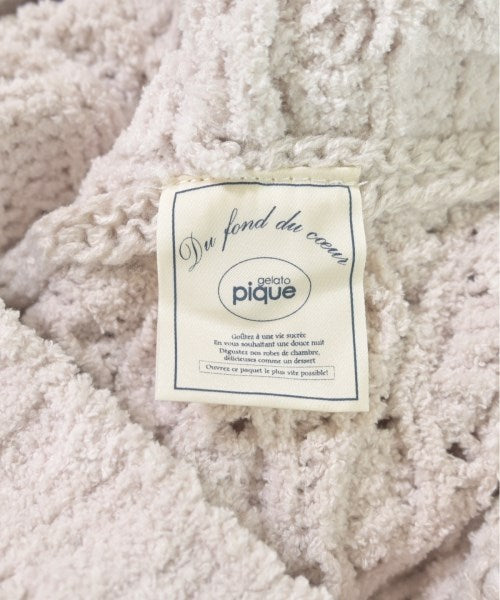 Du fond du cœur
gelato
pique
Goûtez à une vie sucrée
En vous souhaitant une douce nuit
Dégustez nos robes de chambre,
délicieuses comme un dessert
Ouvrez ce paquet le plus vite possible!